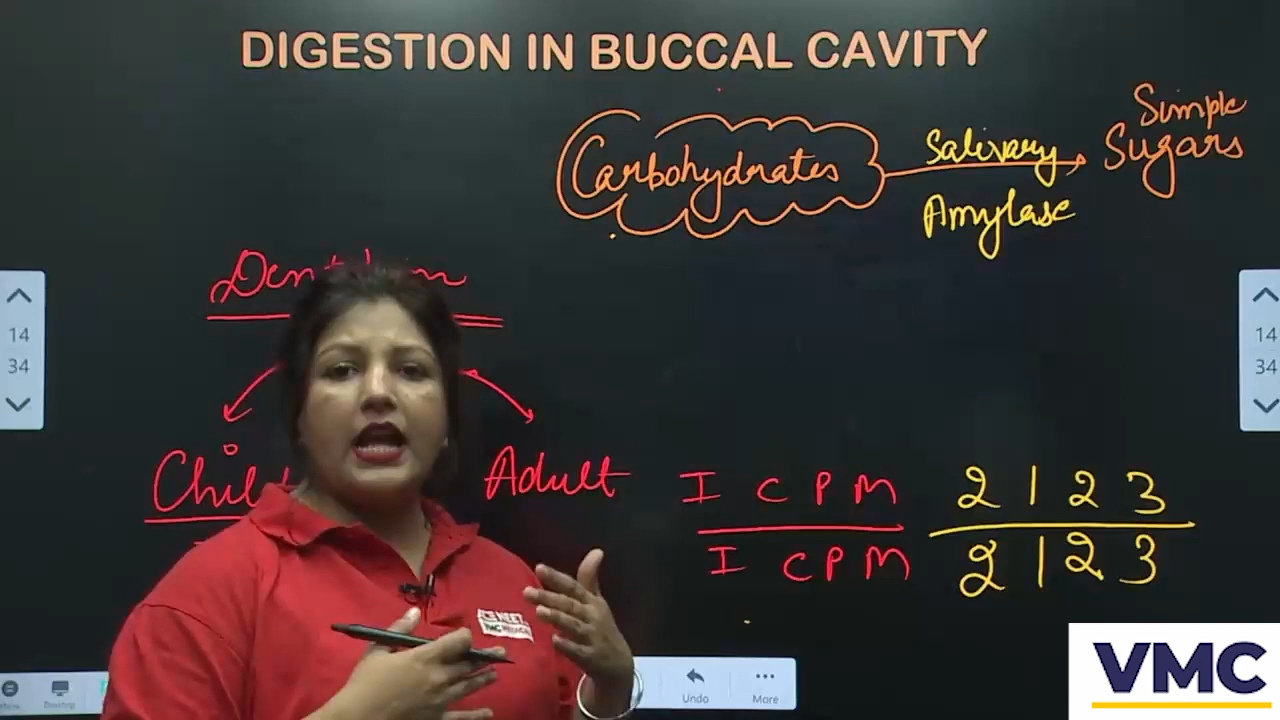 DIGESTION IN BUCCAL CAVITY
Carbohydrates
Salivary
Amylase
Simple
Sugars
Adult
I C P M 2 1 2 3
I C P M 2 1 2 3
14
34
14
34
Undo
More
VMC